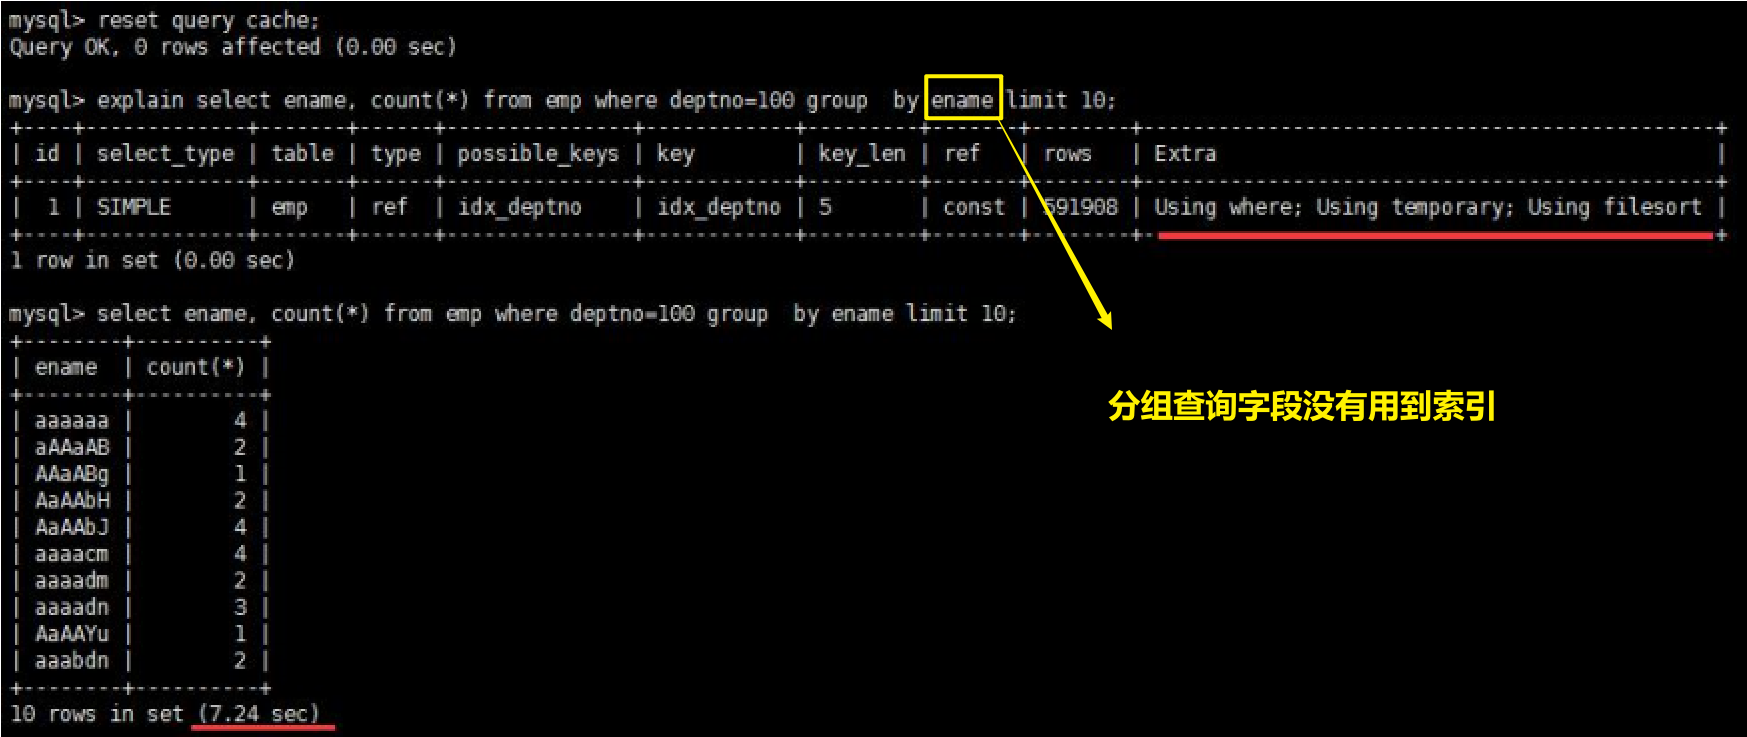 mysql> reset query cache;
Query OK, 0 rows affected (0.00 sec)
mysql> explain select ename, count(*) from emp where deptno=100 group  by ename limit 10;
+----+-------------+-------+------+---------------+------------+---------+-------+--------+----------------------------------------------+
| id | select_type | table | type | possible_keys | key        | key_len | ref   | rows   | Extra                                        |
+----+-------------+-------+------+---------------+------------+---------+-------+--------+----------------------------------------------+
|  1 | SIMPLE      | emp   | ref  | idx_deptno    | idx_deptno | 5       | const | 591908 | Using where; Using temporary; Using filesort |
+----+-------------+-------+------+---------------+------------+---------+-------+--------+----------------------------------------------+
1 row in set (0.00 sec)
mysql> select ename, count(*) from emp where deptno=100 group  by ename limit 10;
+--------+----------+
| ename  | count(*) |
+--------+----------+
| aaaaaa |        4 |
| aAAaAB |        2 |
| AAaABg |        1 |
| AaAAbH |        2 |
| AaAAbJ |        4 |
| aaaacm |        4 |
| aaaadm |        2 |
| aaaadn |        3 |
| AaAAYu |        1 |
| aaabdn |        2 |
+--------+----------+
10 rows in set (7.24 sec)
分组查询字段没有用到索引